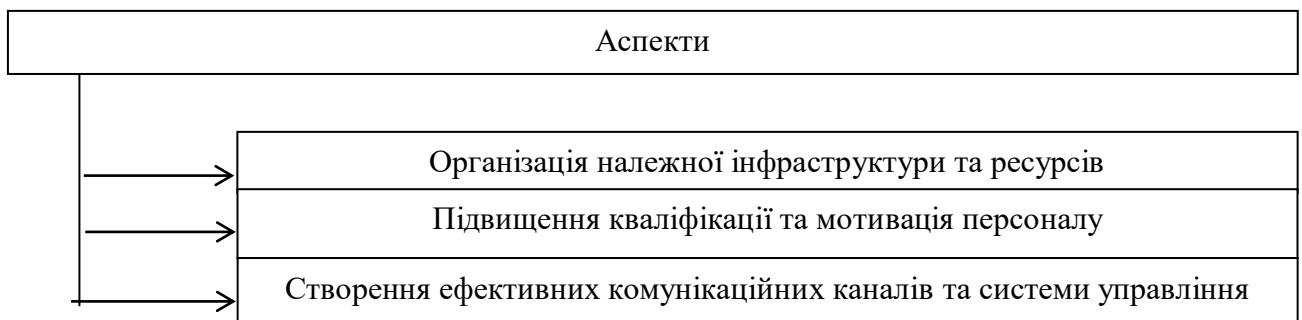 Аспекти
Організація належної інфраструктури та ресурсів
Підвищення кваліфікації та мотивація персоналу
Створення ефективних комунікаційних каналів та системи управління